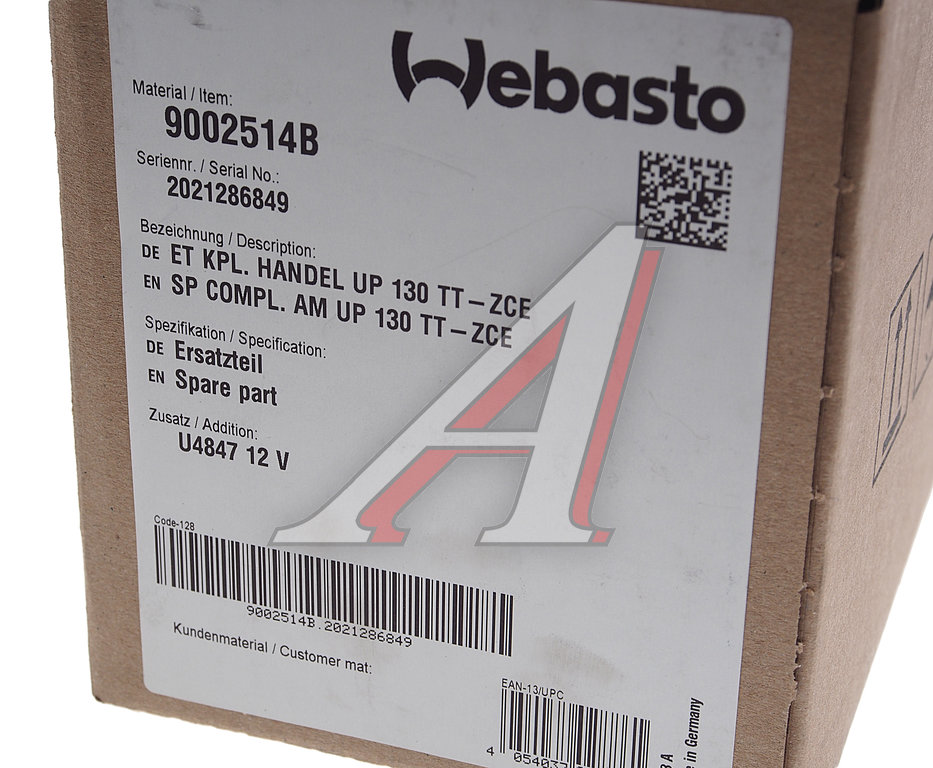 Webasto
Material / Item:
9002514B
Seriennr. / Serial No.:
2021286849
Bezeichnung / Description:
DE ET KPL. HANDEL UP 130 TT-ZCE
EN SP COMPL. AM UP 130 TT-ZCE
Spezifikation / Specification:
DE Ersatzteil
EN Spare part
Zusatz / Addition:
U4847 12 V
Code-128
9002514B.2021286849
Kundenmaterial / Customer mat:
EAN-13/UPC
4 054037
in Germany
A